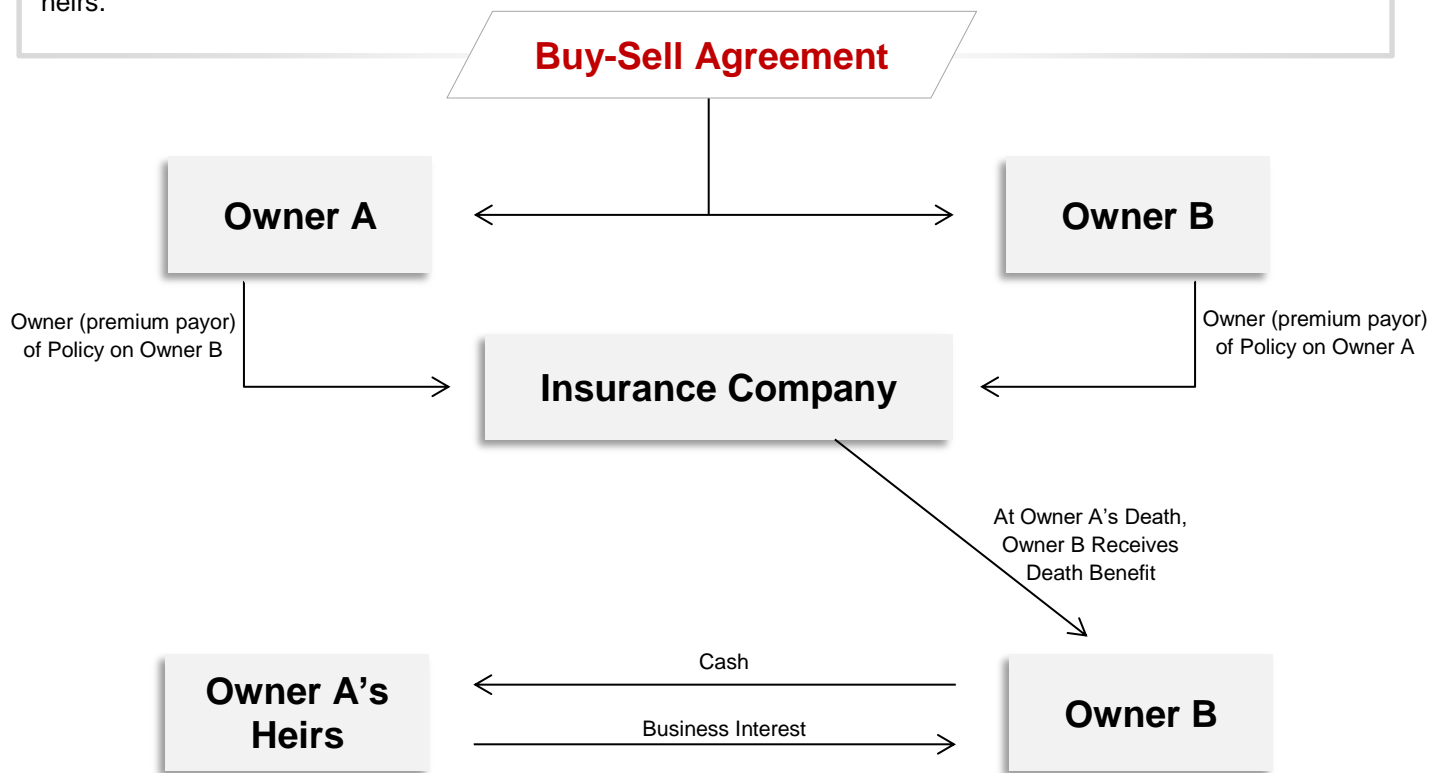 heirs.
Buy-Sell Agreement
Owner A
Owner B
Owner (premium payor)
of Policy on Owner B
Owner (premium payor)
of Policy on Owner A
Insurance Company
At Owner A’s Death,
Owner B Receives
Death Benefit
Owner A’s
Heirs
Cash
Business Interest
Owner B